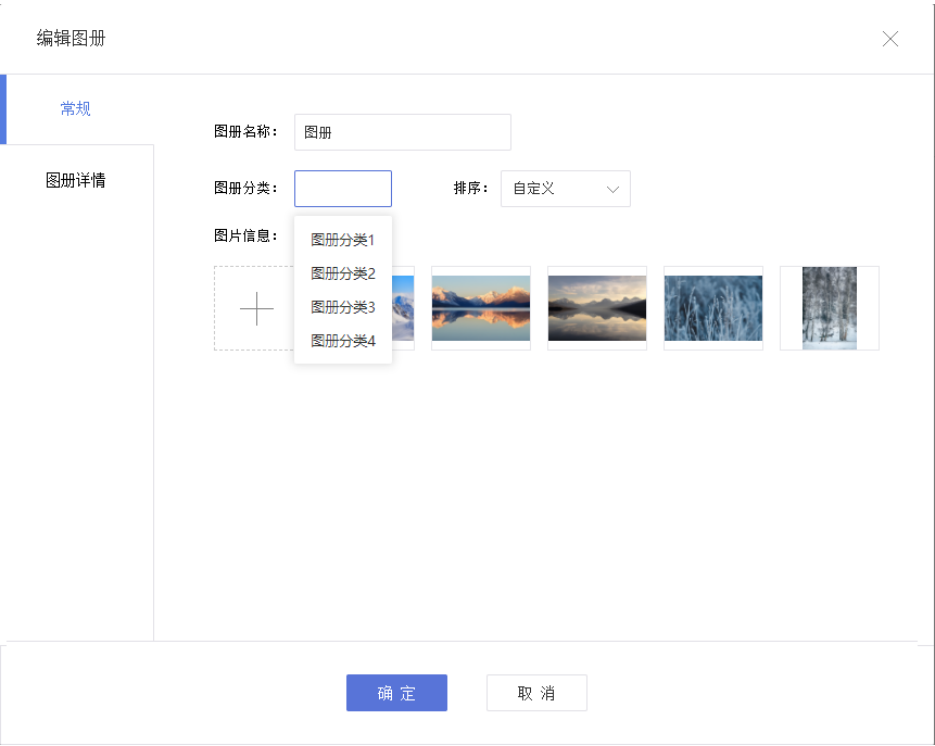 编辑图册
常规
图册详情
图册名称： 图册
图册分类： 排序： 自定义
图片信息：
图册分类1
图册分类2
图册分类3
图册分类4
确 定 取 消